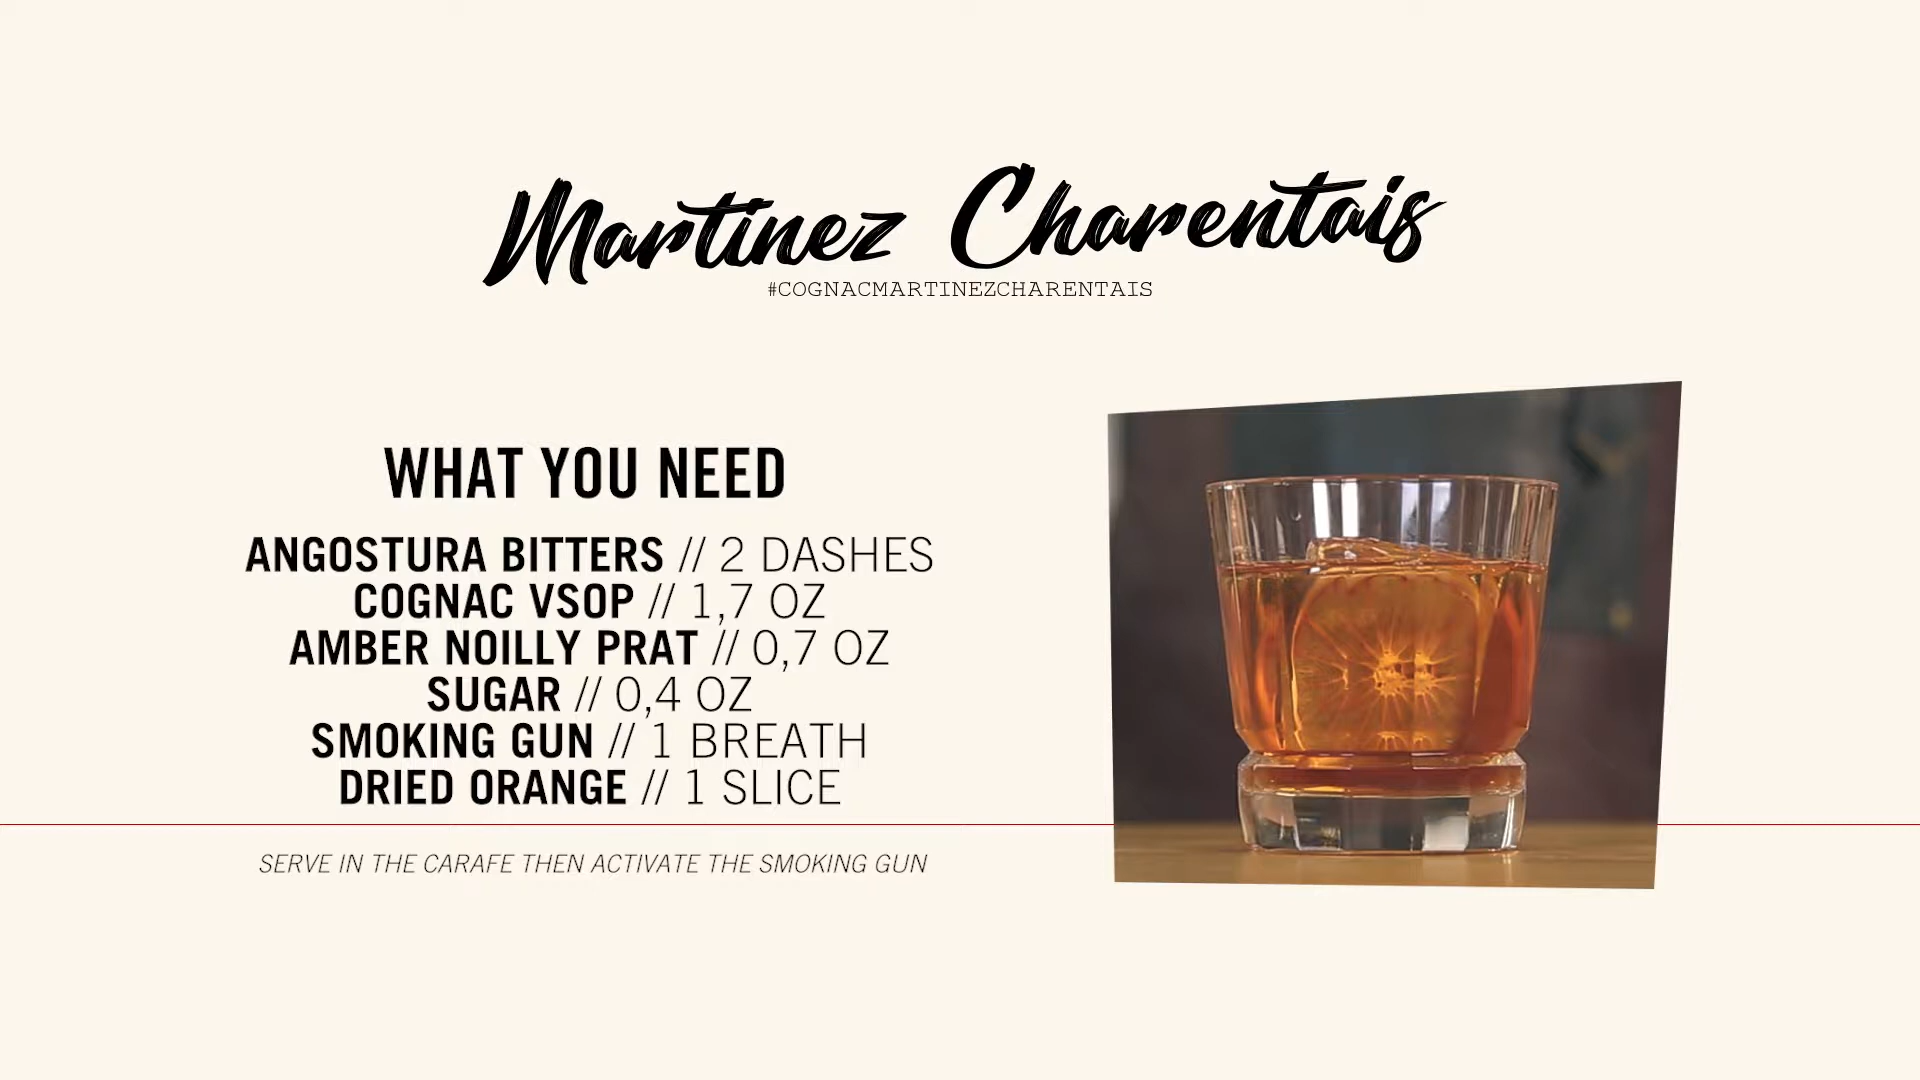 Martinez Charentais
#COGNACMARTINEZCHARENTAIS
WHAT YOU NEED
ANGOSTURA BITTERS // 2 DASHES
COGNAC VSOP // 1,7 OZ
AMBER NOILLY PRAT // 0,7 OZ
SUGAR // 0,4 OZ
SMOKING GUN // 1 BREATH
DRIED ORANGE // 1 SLICE
SERVE IN THE CARAFE THEN ACTIVATE THE SMOKING GUN